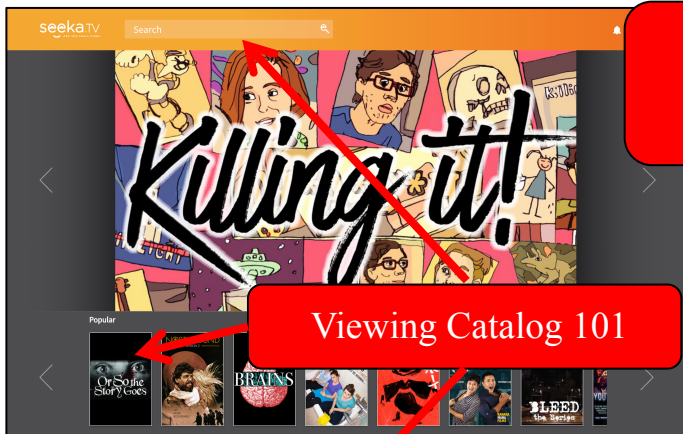 seekaTV
Search
Killing it!
Viewing Catalog 101
Popular
Or So the
Story Goes
BRAINS
BLEED
the Series